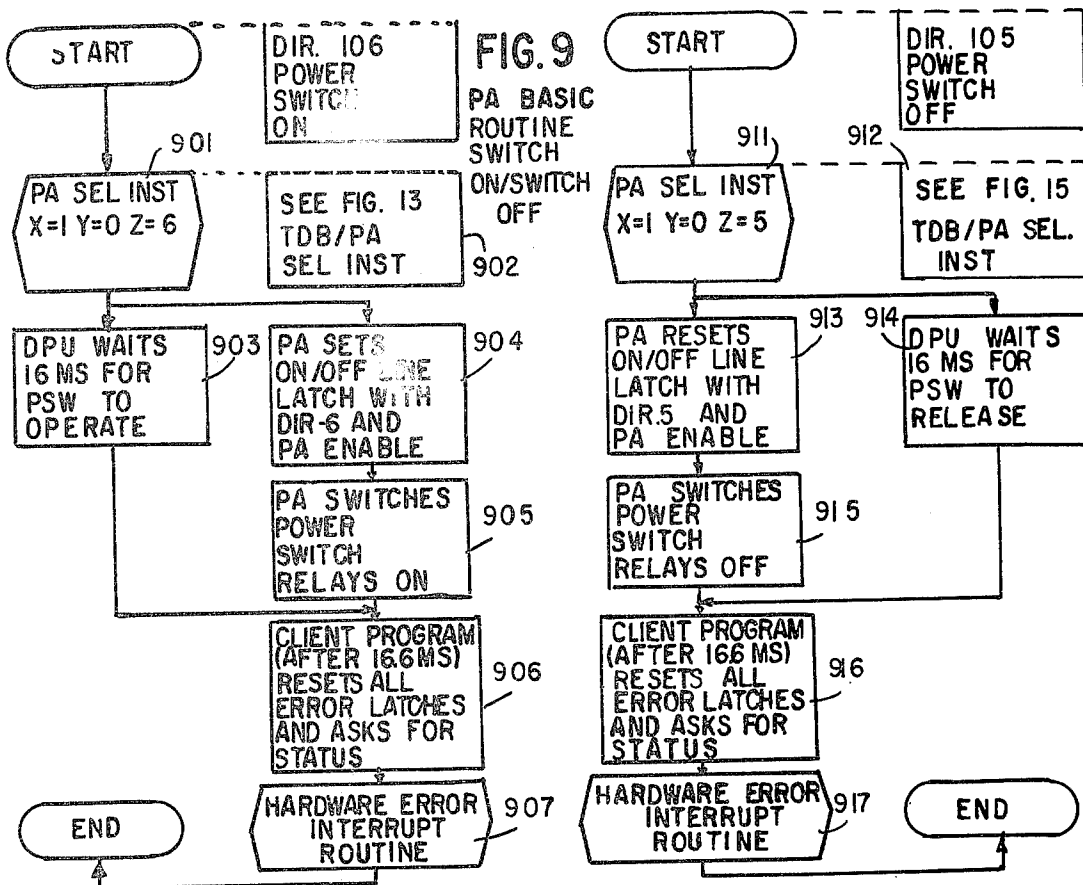 START
DIR. 106
POWER
SWITCH
ON
FIG. 9
PA BASIC
ROUTINE
SWITCH
ON/SWITCH
OFF
START
DIR. 105
POWER
SWITCH
OFF
901
PA SEL INST
X=1 Y=0 Z=6
SEE FIG. 13
TDB/PA
SEL INST
902
911
PA SEL INST
X=1 Y=0 Z=5
912
SEE FIG. 15
TDB/PA SEL.
INST
DPU WAITS
16 MS FOR
PSW TO
OPERATE
903
PA SETS
ON/OFF LINE
LATCH WITH
DIR-6 AND
PA ENABLE
904
PA RESETS
ON/OFF LINE
LATCH WITH
DIR.5 AND
PA ENABLE
913
914
DPU WAITS
16 MS FOR
PSW TO
RELEASE
PA SWITCHES
POWER
SWITCH
RELAYS ON
905
PA SWITCHES
POWER
SWITCH
RELAYS OFF
915
CLIENT PROGRAM
(AFTER 16.6 MS)
RESETS ALL
ERROR LATCHES
AND ASKS FOR
STATUS
906
CLIENT PROGRAM
(AFTER 16.6 MS)
RESETS ALL
ERROR LATCHES
AND ASKS FOR
STATUS
916
END
HARDWARE ERROR
INTERRUPT
ROUTINE
907
HARDWARE ERROR
INTERRUPT
ROUTINE
917
END